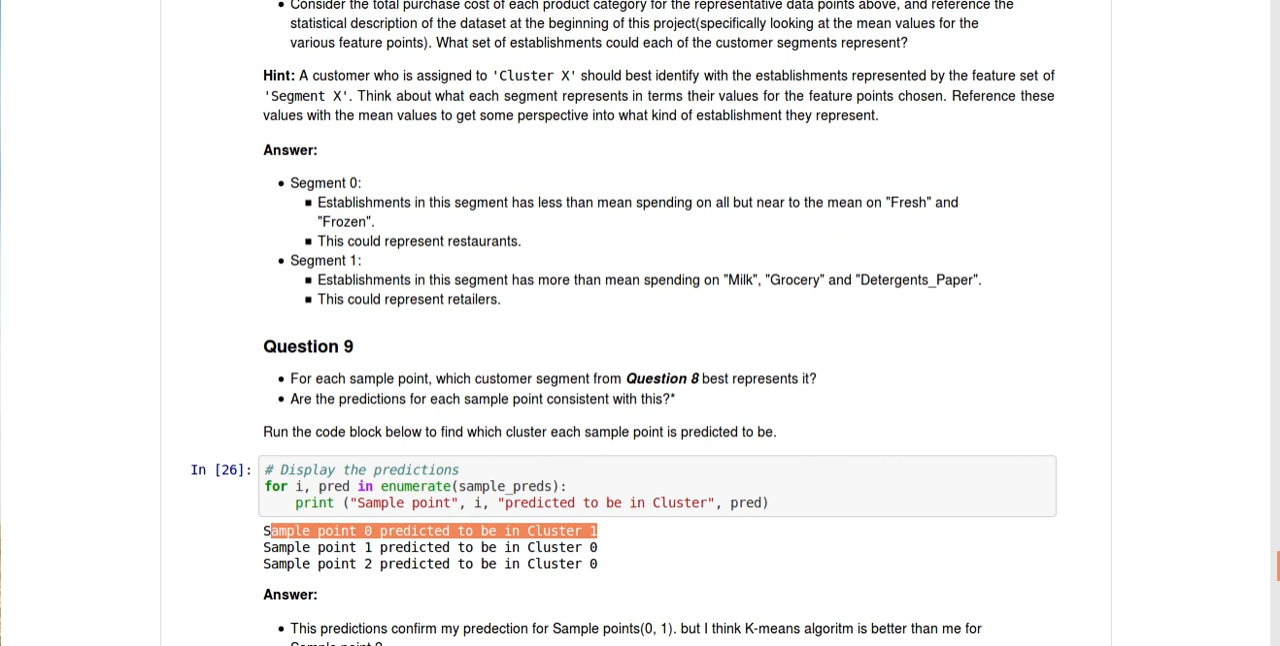 • Consider the total purchase cost of each product category for the representative data points above, and reference the
statistical description of the dataset at the beginning of this project(specifically looking at the mean values for the
various feature points). What set of establishments could each of the customer segments represent?
Hint: A customer who is assigned to 'Cluster X' should best identify with the establishments represented by the feature set of
'Segment X'. Think about what each segment represents in terms their values for the feature points chosen. Reference these
values with the mean values to get some perspective into what kind of establishment they represent.
Answer:
• Segment 0:
▪ Establishments in this segment has less than mean spending on all but near to the mean on "Fresh" and
"Frozen".
▪ This could represent restaurants.
• Segment 1:
▪ Establishments in this segment has more than mean spending on "Milk", "Grocery" and "Detergents_Paper".
▪ This could represent retailers.
Question 9
• For each sample point, which customer segment from Question 8 best represents it?
• Are the predictions for each sample point consistent with this?*
Run the code block below to find which cluster each sample point is predicted to be.
In [26]: # Display the predictions
for i, pred in enumerate(sample_preds):
    print ("Sample point", i, "predicted to be in Cluster", pred)
Sample point 0 predicted to be in Cluster 1
Sample point 1 predicted to be in Cluster 0
Sample point 2 predicted to be in Cluster 0
Answer:
• This predictions confirm my predection for Sample points(0, 1). but I think K-means algoritm is better than me for
Sample point 2